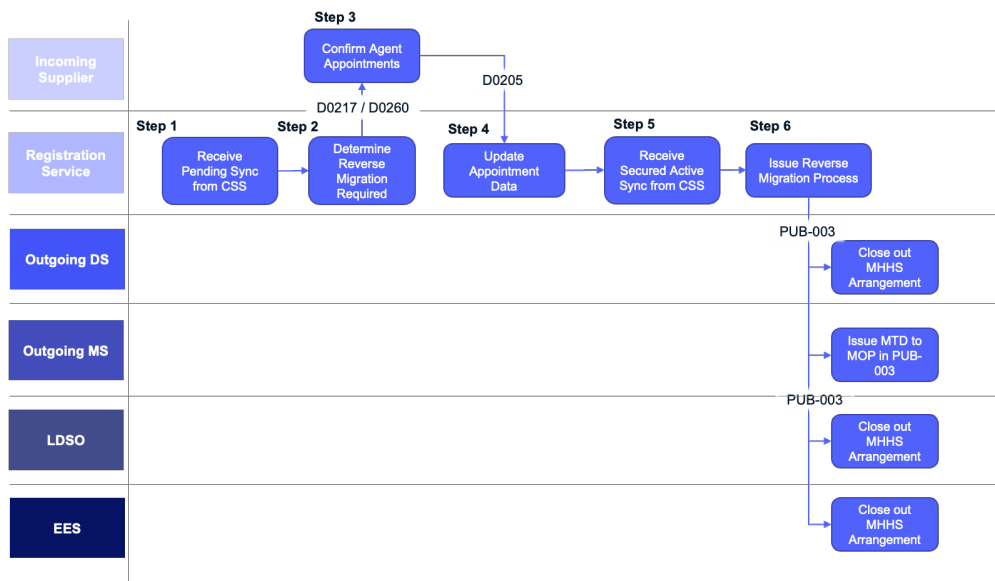 Step 3
Incoming
Supplier
Confirm Agent
Appointments
D0205
D0217 / D0260
Step 1
Step 2
Step 4
Step 5
Step 6
Registration
Service
Receive
Pending Sync
from CSS
Determine
Reverse
Migration
Required
Update
Appointment
Data
Receive
Secured Active
Sync from CSS
Issue Reverse
Migration Process
PUB-003
Outgoing DS
Close out
MHHS
Arrangement
Outgoing MS
Issue MTD to
MOP in PUB-
003
PUB-003
LDSO
Close out
MHHS
Arrangement
EES
Close out
MHHS
Arrangement